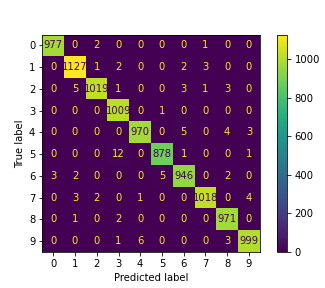 0 977 0 2 0 0 0 0 1 0 0
1 0 1127 1 2 0 0 2 3 0 0
2 0 5 1019 1 0 0 3 1 3 0
3 0 0 0 1009 0 1 0 0 0 0
4 0 0 0 0 970 0 5 0 4 3
5 0 0 0 12 0 878 1 0 0 1
6 3 2 0 0 0 5 946 0 2 0
7 0 3 2 0 1 0 0 1018 0 4
8 0 1 0 2 0 0 0 0 971 0
9 0 0 0 1 6 0 0 0 3 999
0 1 2 3 4 5 6 7 8 9
Predicted label
True label
1000
800
600
400
200
0